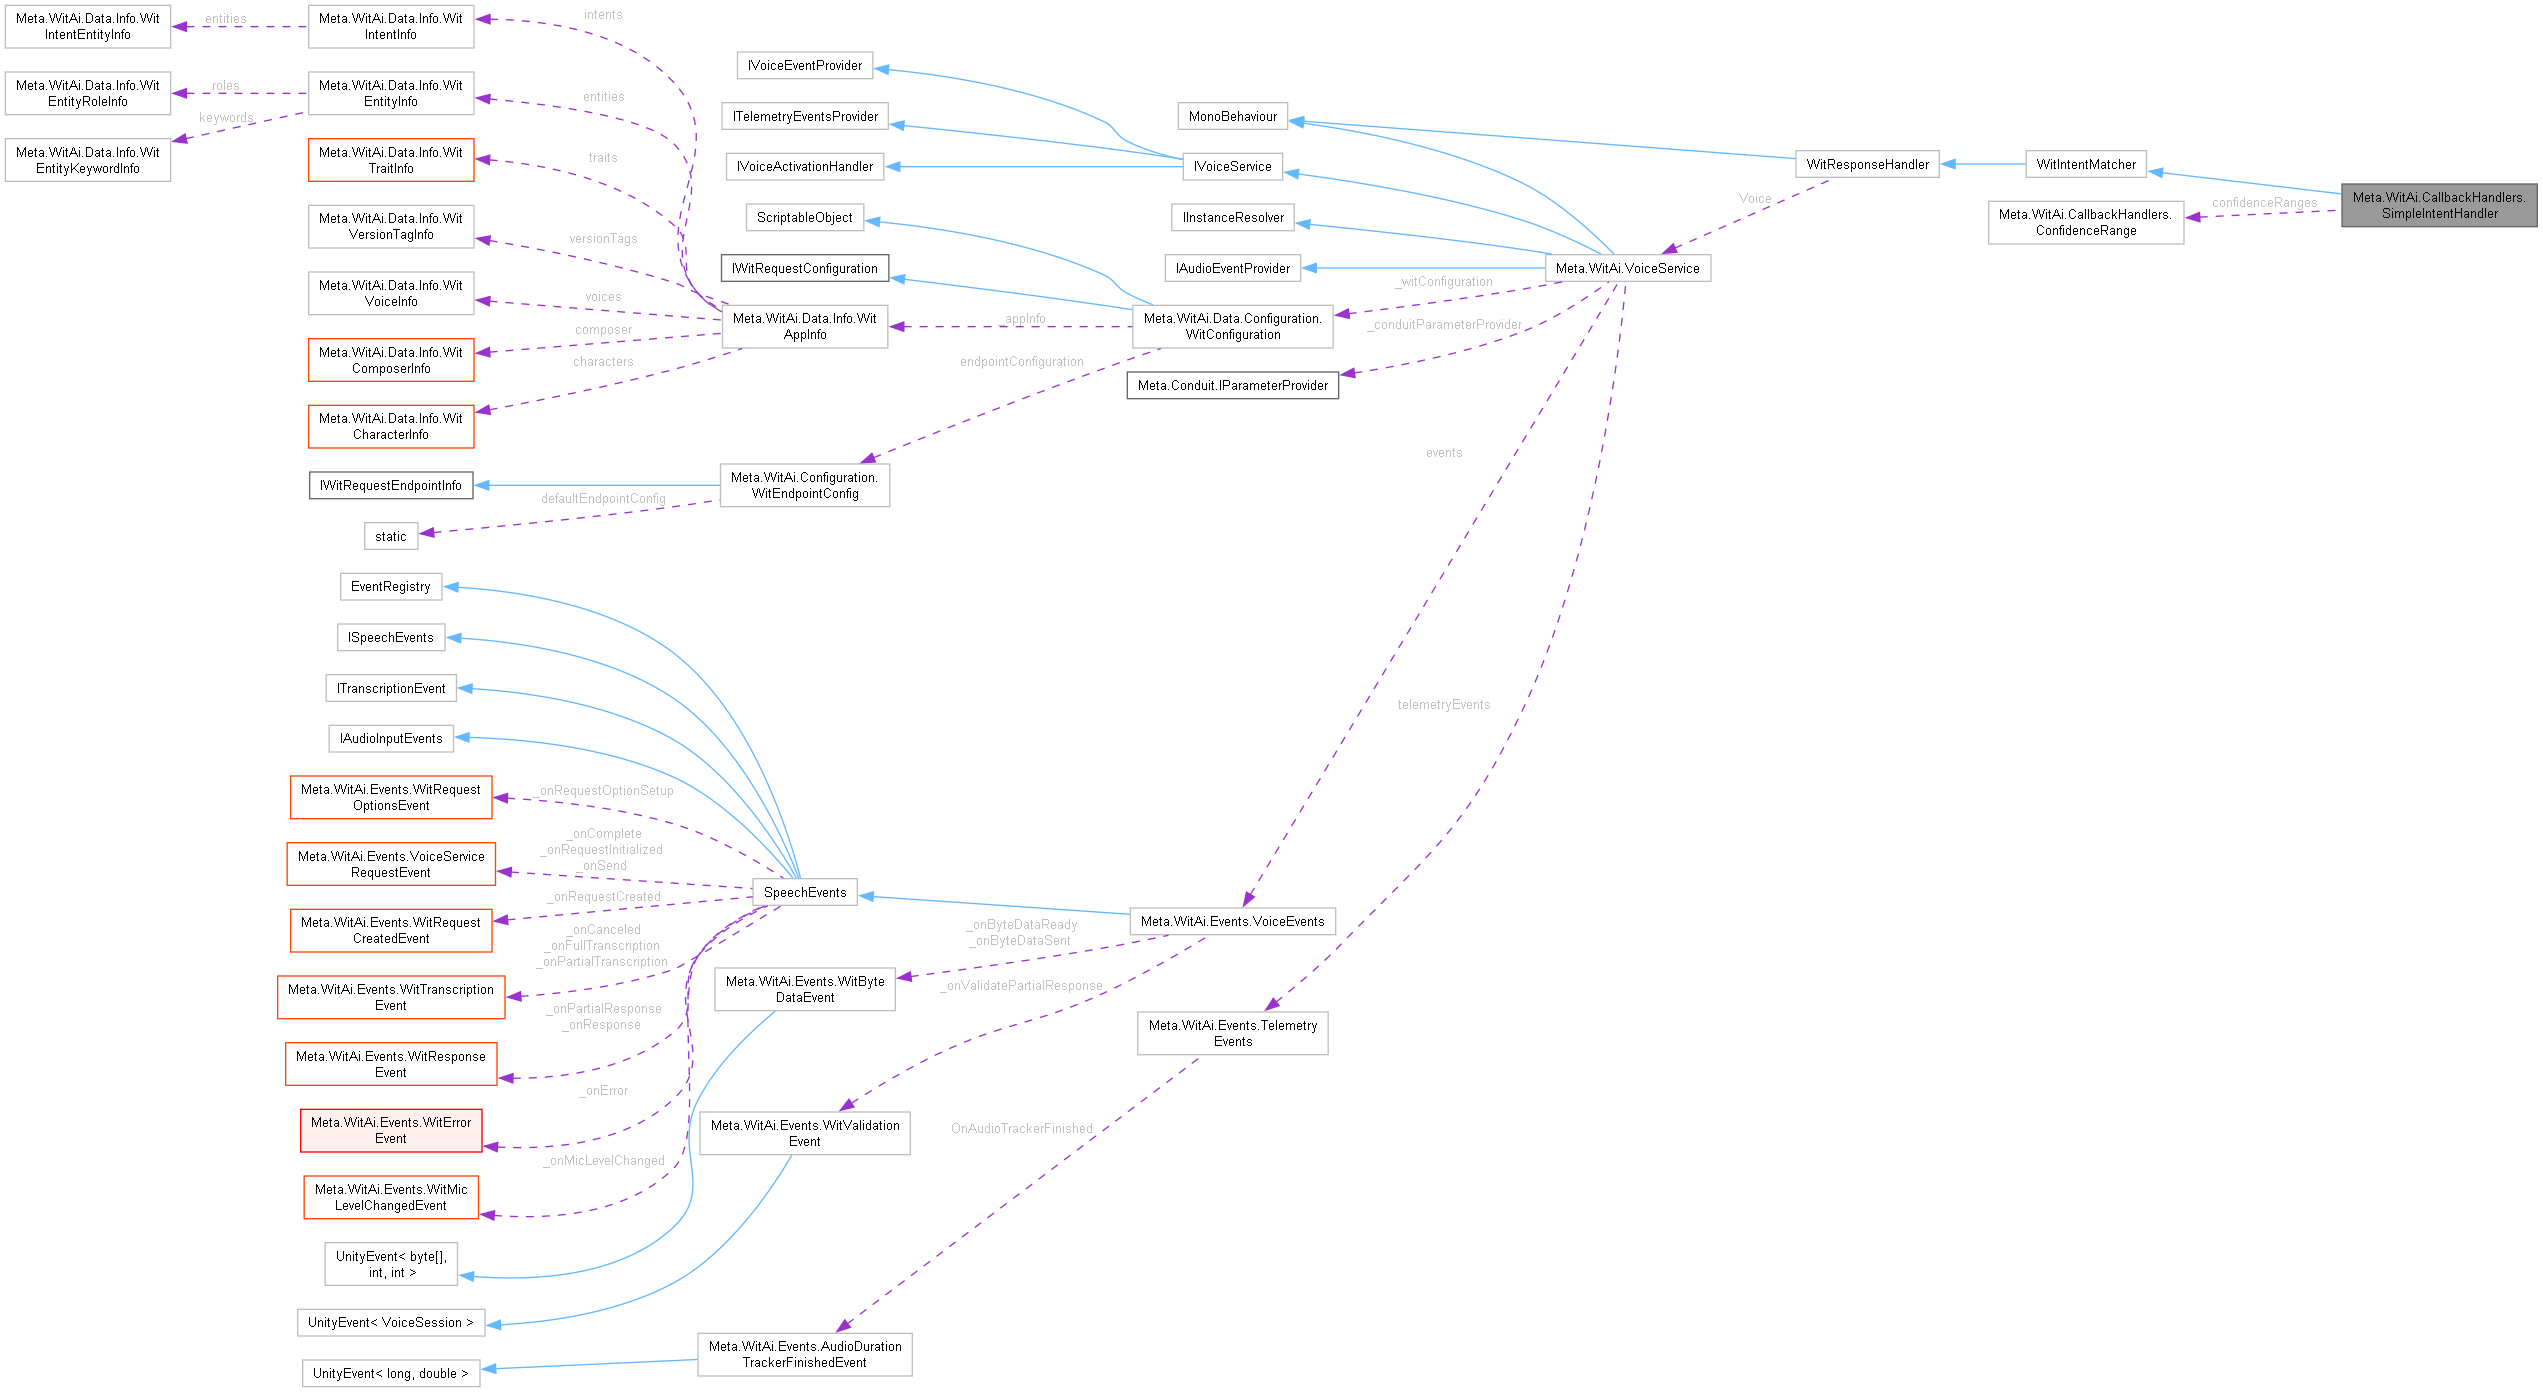 Meta.WitAi.Data.Info.Wit
IntentEntityInfo
entities
Meta.WitAi.Data.Info.Wit
IntentInfo
intents
Meta.WitAi.Data.Info.Wit
EntityRoleInfo
roles
Meta.WitAi.Data.Info.Wit
EntityInfo
entities
Meta.WitAi.Data.Info.Wit
EntityKeywordInfo
keywords
Meta.WitAi.Data.Info.Wit
TraitInfo
traits
Meta.WitAi.Data.Info.Wit
VersionTagInfo
versionTags
Meta.WitAi.Data.Info.Wit
VoiceInfo
voices
Meta.WitAi.Data.Info.Wit
ComposerInfo
composer
Meta.WitAi.Data.Info.Wit
CharacterInfo
characters
IVoiceEventProvider
ITelemetryEventsProvider
IVoiceActivationHandler
ScriptableObject
IWitRequestConfiguration
Meta.WitAi.Data.Info.Wit
AppInfo
_appInfo
MonoBehaviour
IVoiceService
IInstanceResolver
IAudioEventProvider
Meta.WitAi.Data.Configuration.
WitConfiguration
_witConfiguration
_conduitParameterProvider
Meta.Conduit.IParameterProvider
Voice
Meta.WitAi.VoiceService
WitResponseHandler
WitIntentMatcher
Meta.WitAi.CallbackHandlers.
ConfidenceRange
confidenceRanges
Meta.WitAi.CallbackHandlers.
SimpleIntentHandler
endpointConfiguration
IWitRequestEndpointInfo
Meta.WitAi.Configuration.
WitEndpointConfig
defaultEndpointConfig
static
events
telemetryEvents
EventRegistry
ISpeechEvents
ITranscriptionEvent
IAudioInputEvents
Meta.WitAi.Events.WitRequest
OptionsEvent
_onRequestOptionSetup
Meta.WitAi.Events.VoiceService
RequestEvent
_onComplete
_onRequestInitialized
_onSend
Meta.WitAi.Events.WitRequest
CreatedEvent
_onRequestCreated
Meta.WitAi.Events.WitTranscription
Event
_onCanceled
_onFullTranscription
_onPartialTranscription
Meta.WitAi.Events.WitResponse
Event
_onPartialResponse
_onResponse
Meta.WitAi.Events.WitError
Event
_onError
Meta.WitAi.Events.WitMic
LevelChangedEvent
_onMicLevelChanged
SpeechEvents
Meta.WitAi.Events.VoiceEvents
_onByteDataReady
_onByteDataSent
Meta.WitAi.Events.WitByte
DataEvent
_onValidatePartialResponse
Meta.WitAi.Events.Telemetry
Events
Meta.WitAi.Events.WitValidation
Event
OnAudioTrackerFinished
UnityEvent< byte[],
int, int >
UnityEvent< VoiceSession >
UnityEvent< long, double >
Meta.WitAi.Events.AudioDuration
TrackerFinishedEvent